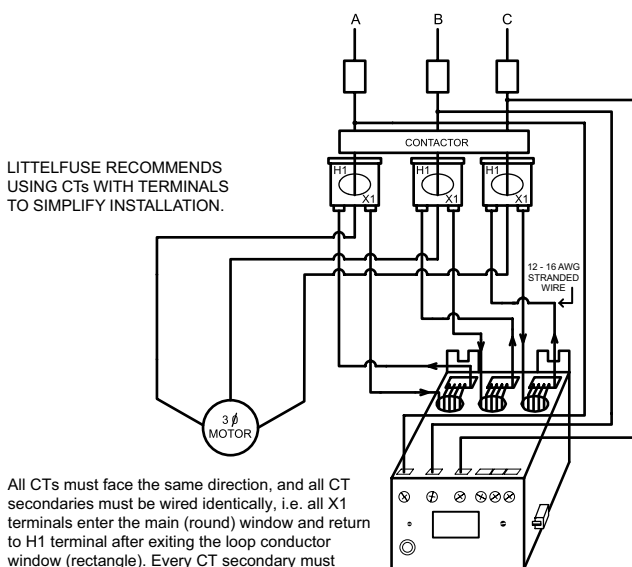 A B C
CONTACTOR
H1 H1 H1
X1 X1 X1
LITTELFUSE RECOMMENDS
USING CTs WITH TERMINALS
TO SIMPLIFY INSTALLATION.
12 - 16 AWG
STRANDED
WIRE
3 ϕ
MOTOR
All CTs must face the same direction, and all CT
secondaries must be wired identically, i.e. all X1
terminals enter the main (round) window and return
to H1 terminal after exiting the loop conductor
window (rectangle). Every CT secondary must